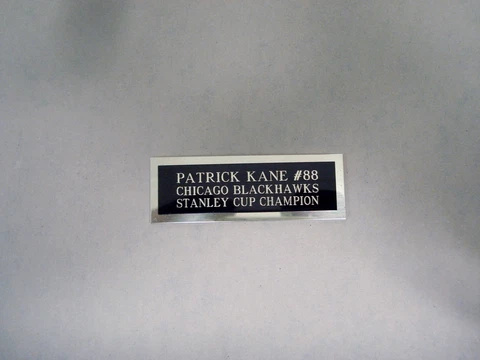 PATRICK KANE #88
CHICAGO BLACKHAWKS
STANLEY CUP CHAMPION